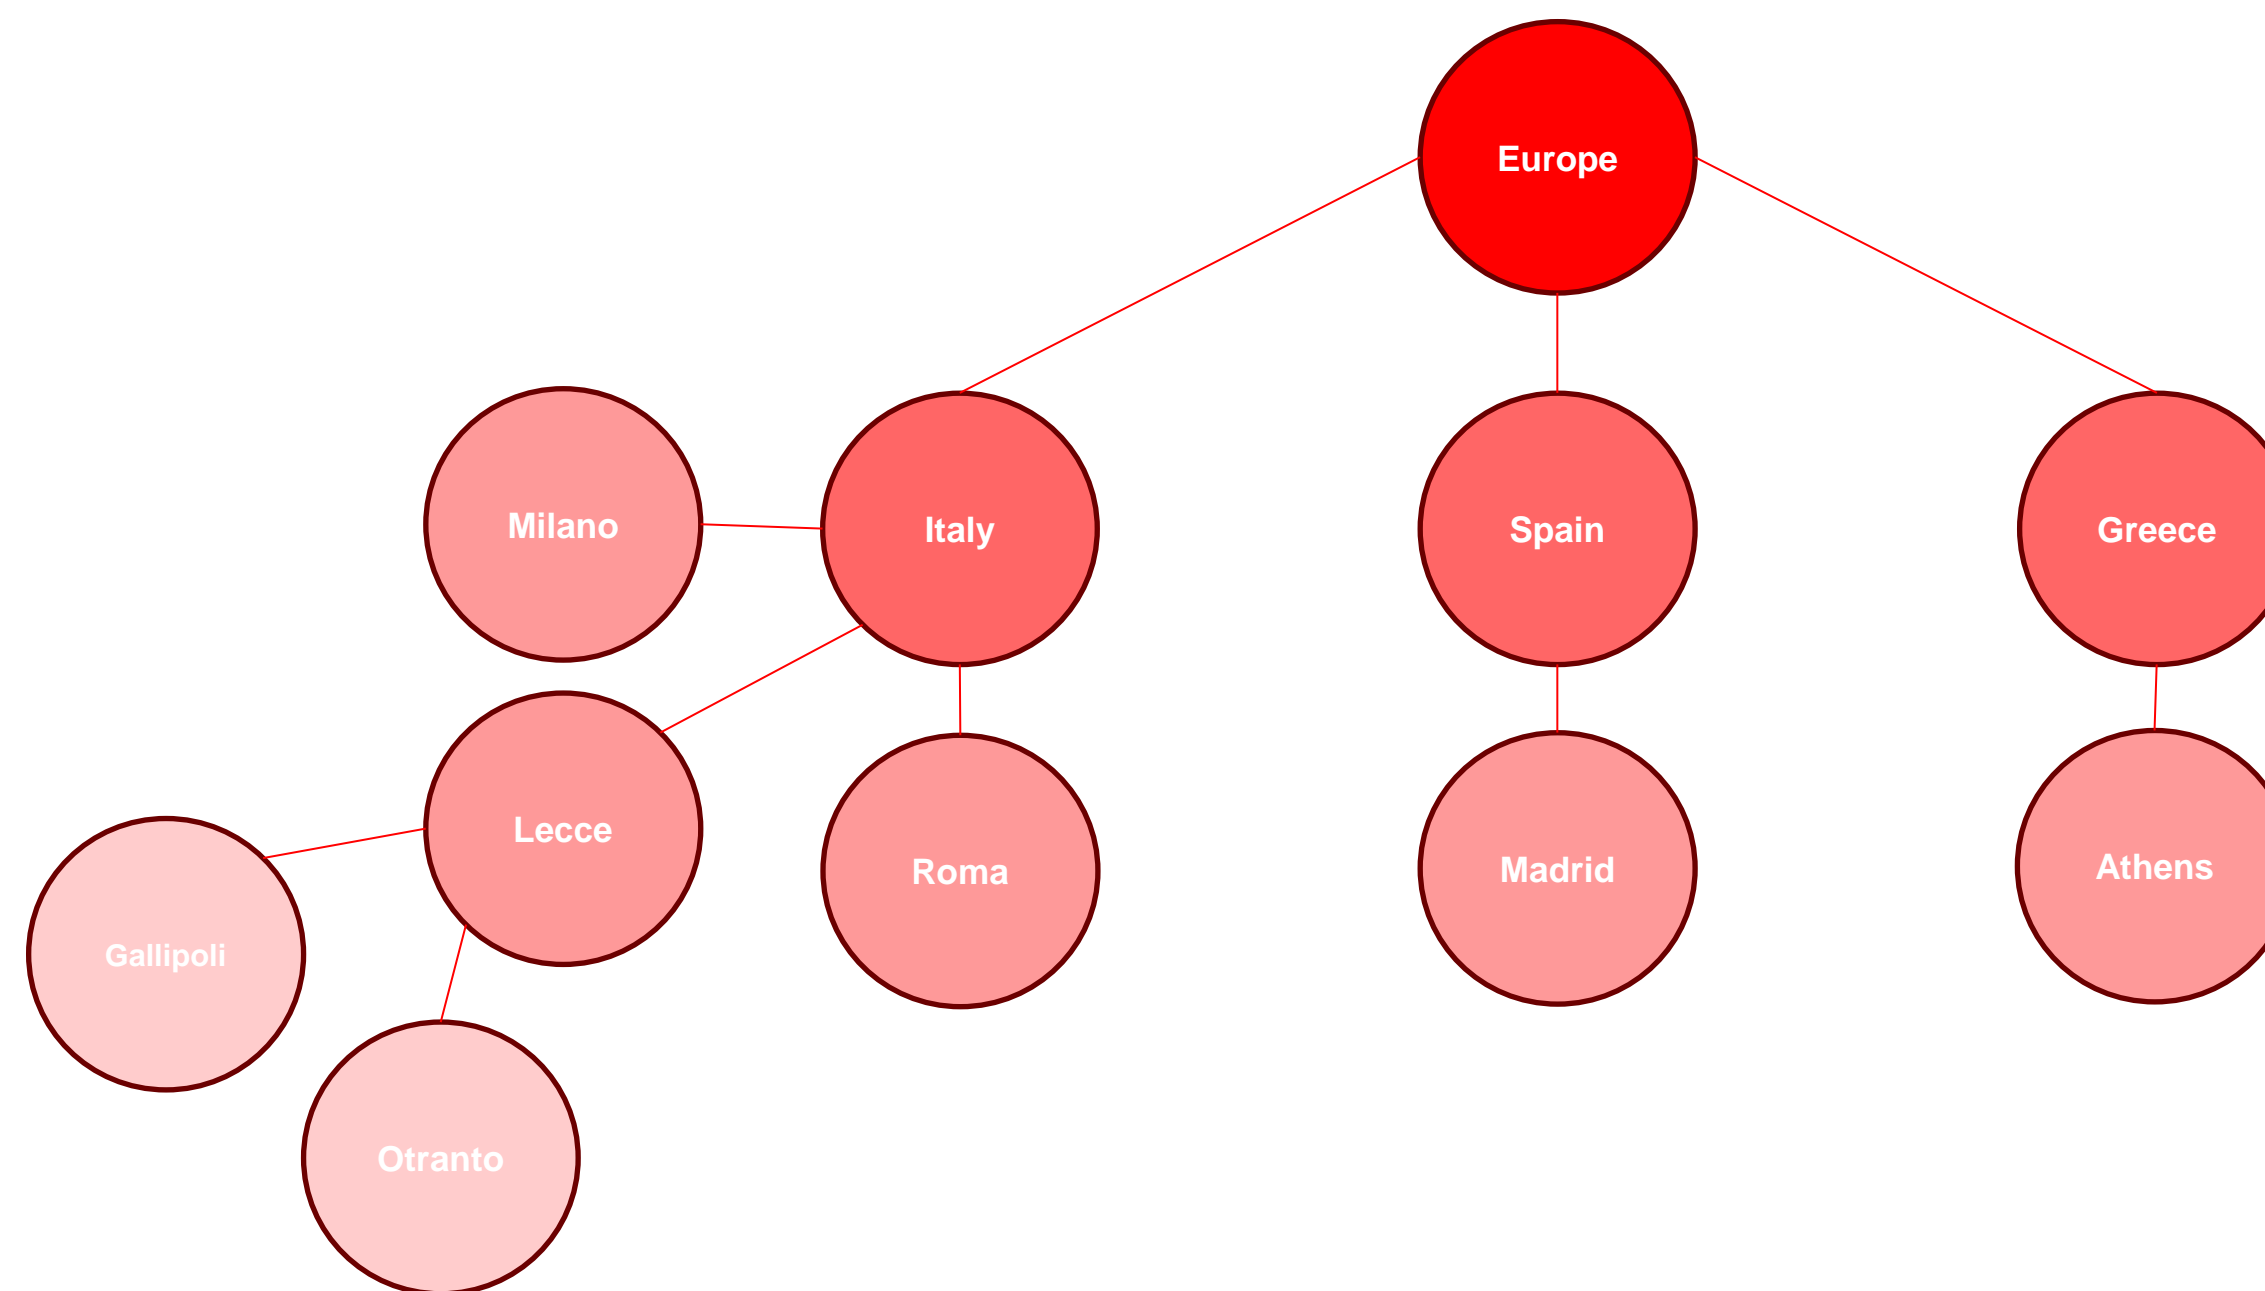 Europe
Milano
Italy
Spain
Greece
Lecce
Roma
Madrid
Athens
Gallipoli
Otranto